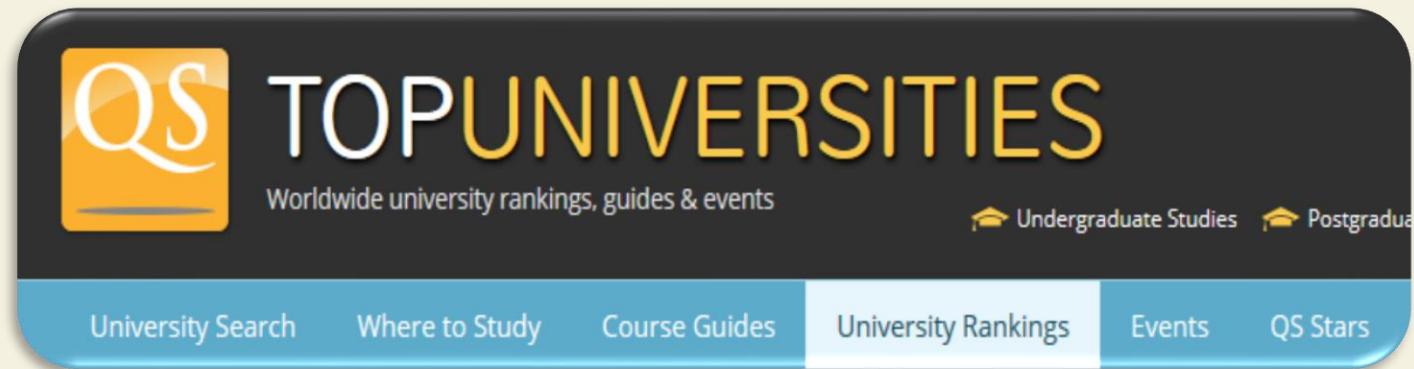 QS TOPUNIVERSITIES
Worldwide university rankings, guides & events
Undergraduate Studies
University Search Where to Study Course Guides University Rankings Events QS Stars